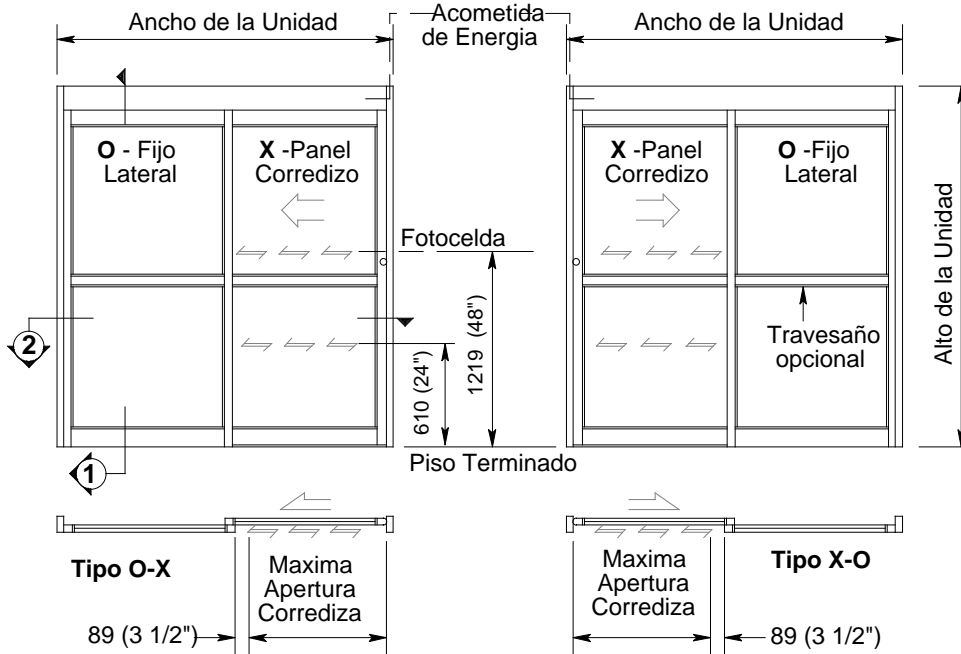 Ancho de la Unidad
Acometida
de Energia
Ancho de la Unidad
O - Fijo
Lateral
X -Panel
Corredizo
X -Panel
Corredizo
O -Fijo
Lateral
Fotocelda
Alto de la Unidad
2
610 (24")
1219 (48")
Travesaño
opcional
1
Piso Terminado
Tipo O-X
Maxima
Apertura
Corrediza
Maxima
Apertura
Corrediza
Tipo X-O
89 (3 1/2")
89 (3 1/2")